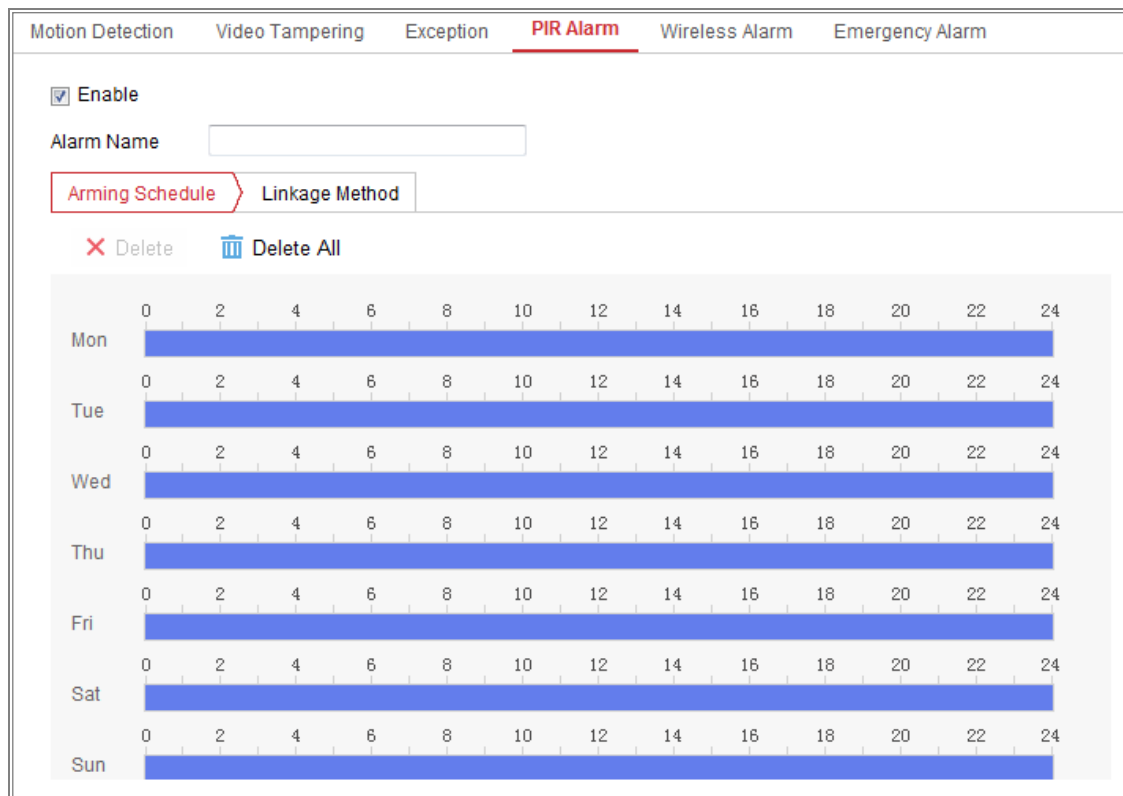 Motion Detection Video Tampering Exception PIR Alarm Wireless Alarm Emergency Alarm
Enable
Alarm Name
Arming Schedule Linkage Method
Delete Delete All
0 2 4 6 8 10 12 14 16 18 20 22 24
Mon
0 2 4 6 8 10 12 14 16 18 20 22 24
Tue
0 2 4 6 8 10 12 14 16 18 20 22 24
Wed
0 2 4 6 8 10 12 14 16 18 20 22 24
Thu
0 2 4 6 8 10 12 14 16 18 20 22 24
Fri
0 2 4 6 8 10 12 14 16 18 20 22 24
Sat
0 2 4 6 8 10 12 14 16 18 20 22 24
Sun